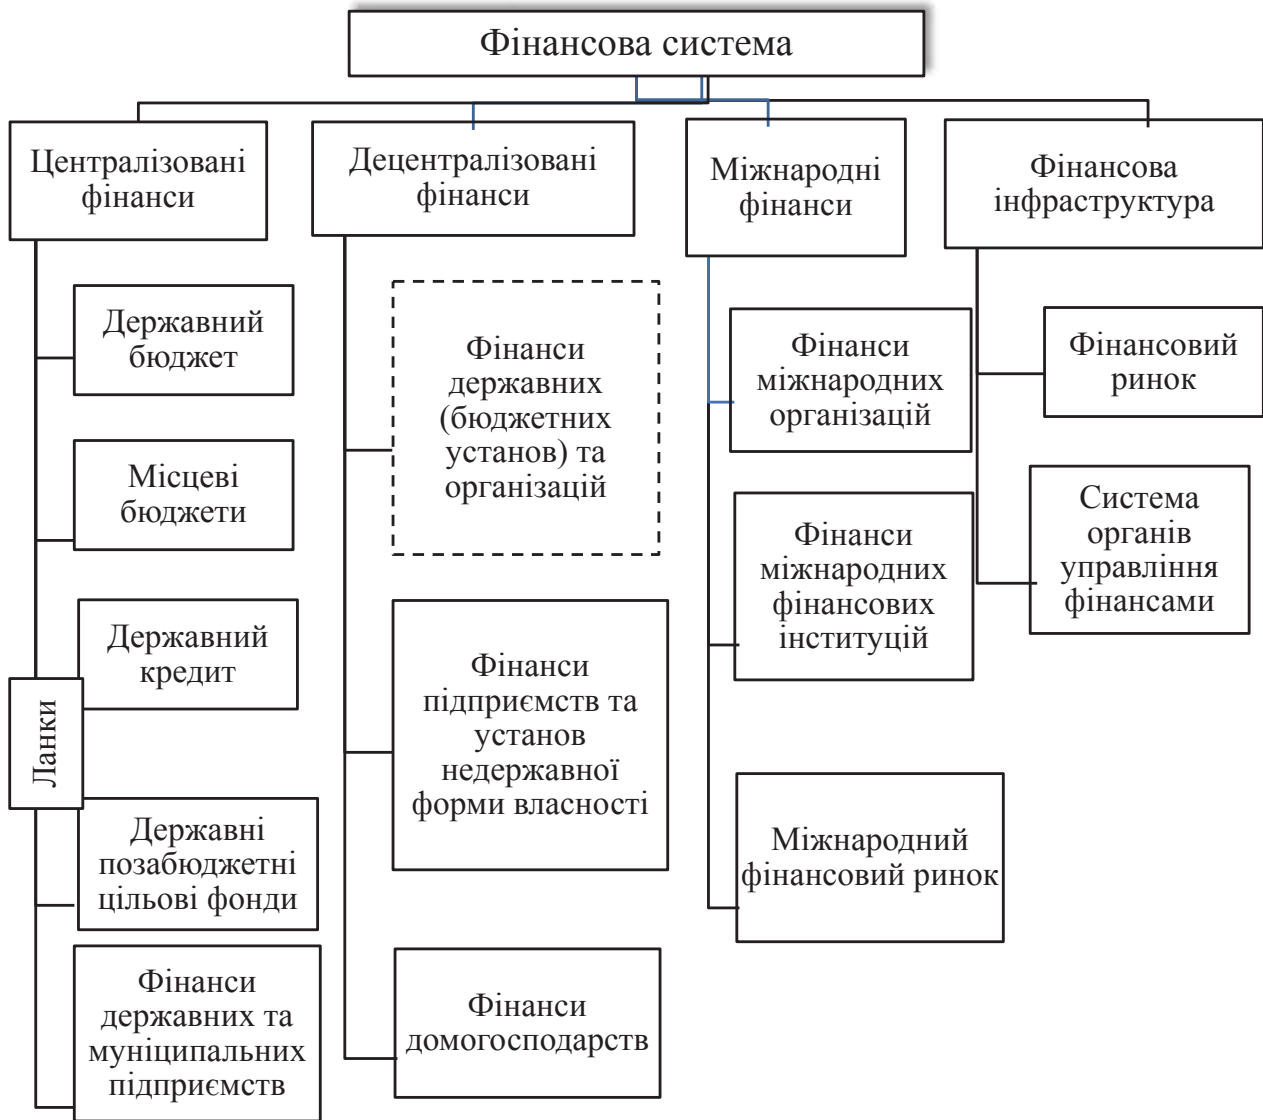 Фінансова система
Централізовані
фінанси
Державний
бюджет
Місцеві
бюджети
Державний
кредит
Ланки
Державні
позабюджетні
цільові фонди
Фінанси
державних та
муніципальних
підприємств
Децентралізовані
фінанси
Фінанси
державних
(бюджетних
установ) та
організацій
Фінанси
підприємств та
установ
недержавної
форми власності
Фінанси
домогосподарств
Міжнародні
фінанси
Фінанси
міжнародних
організацій
Фінанси
міжнародних
фінансових
інституцій
Міжнародний
фінансовий ринок
Фінансова
інфраструктура
Фінансовий
ринок
Система
органів
управління
фінансами